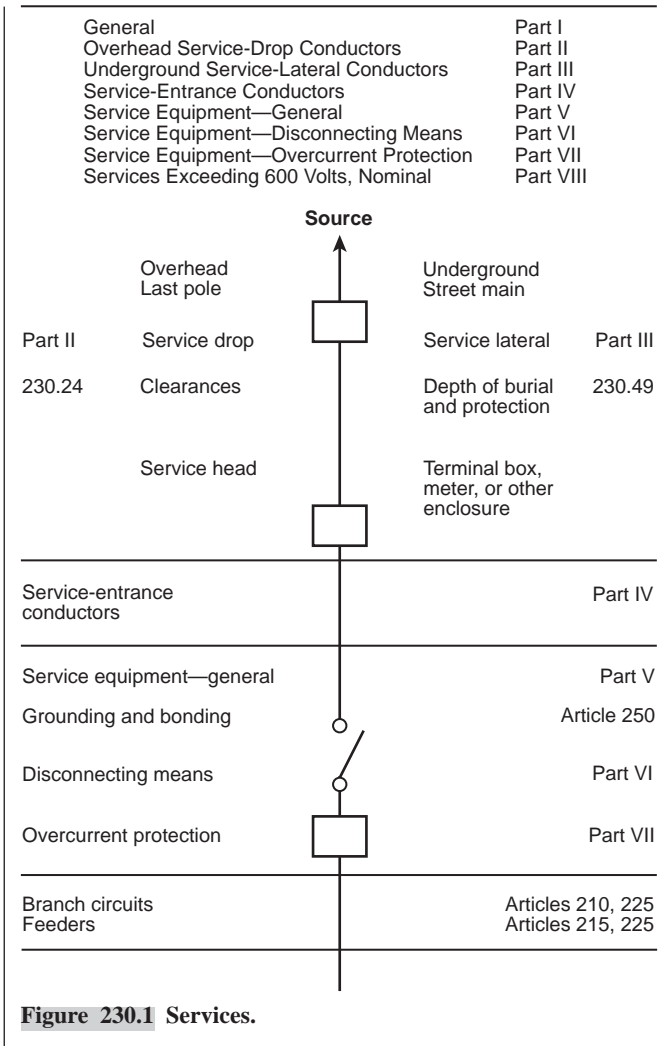 General Part I
Overhead Service-Drop Conductors Part II
Underground Service-Lateral Conductors Part III
Service-Entrance Conductors Part IV
Service Equipment—General Part V
Service Equipment—Disconnecting Means Part VI
Service Equipment—Overcurrent Protection Part VII
Services Exceeding 600 Volts, Nominal Part VIII
Source
Overhead Underground
Last pole Street main
Part II Service drop Service lateral Part III
230.24 Clearances Depth of burial 230.49
and protection
Service head Terminal box,
meter, or other
enclosure
Service-entrance Part IV
conductors
Service equipment—general Part V
Grounding and bonding Article 250
Disconnecting means Part VI
Overcurrent protection Part VII
Branch circuits Articles 210, 225
Feeders Articles 215, 225
Figure 230.1 Services.